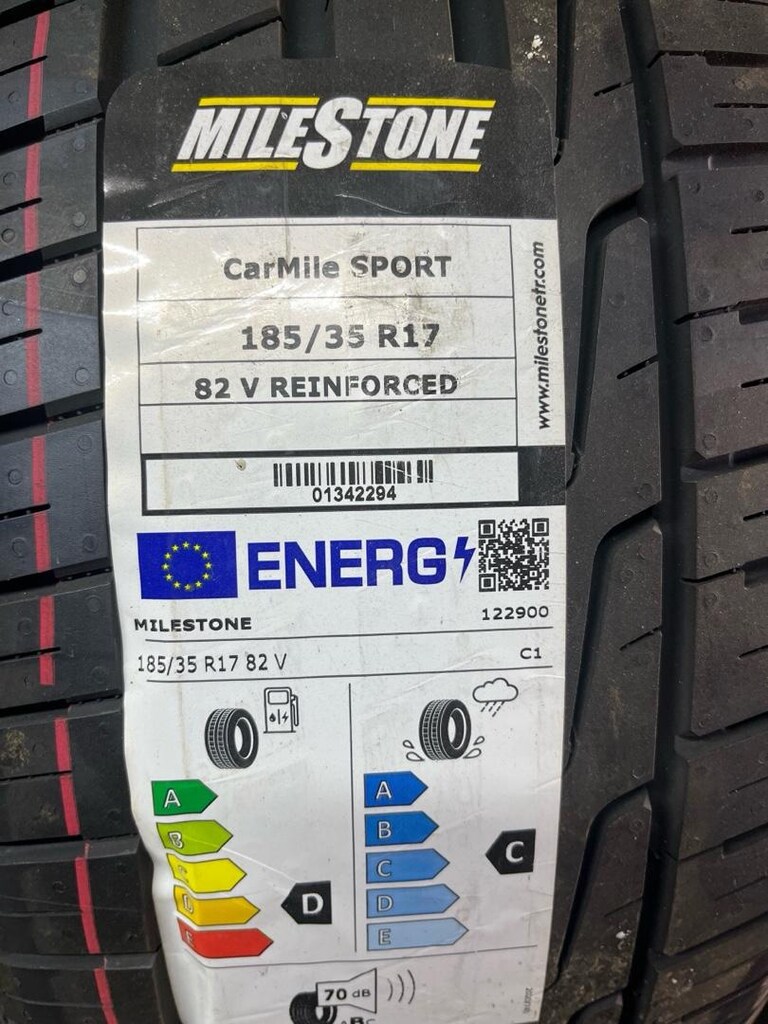 MILESTONE
CarMile SPORT
185/35 R17
82 V REINFORCED
www.milestonetr.com
01342294
ENERG
MILESTONE
122900
185/35 R17 82 V
C1
A
B
C
D
E
D
A
B
C
D
E
C
70 dB
ABC